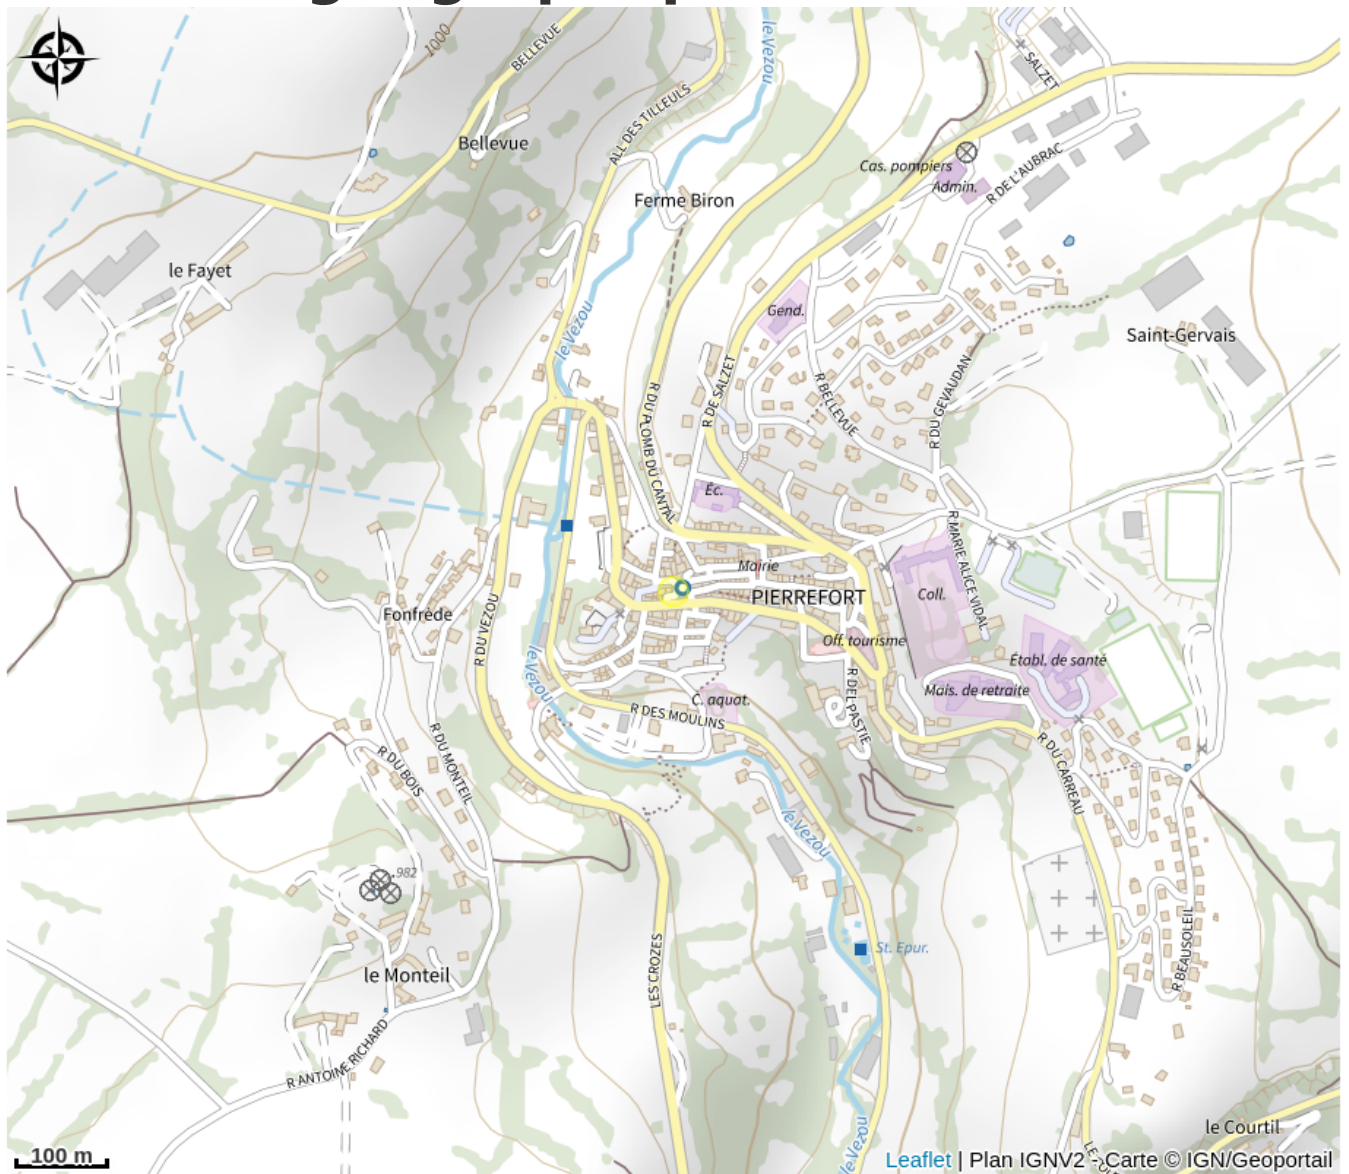 1000
BELLEVUE
le Vezou
SALZET
ALL DES TILLEULS
Bellevue
Cas. pompiers
Admin.
R DE L'AUBRAC
Ferme Biron
le Fayet
Gend.
le Vezou
Saint-Gervais
R DU PLOMB DU CANTAL
R DE SALZET
R BELLEVUE
R DU GEVAUDAN
Éc.
R MARIE ALICE VIDAL
Mairie
PIERREFORT
Coll.
Fonfrède
R DU VEZOU
Off. tourisme
Établ. de santé
le Vezou
C. aquat.
Mais. de retraite
R DES MOULINS
R DEL PASTIE
R DU BOIS
R DU MONTEIL
R DU CARREAU
le Vezou
982
le Monteil
LES CROZES
St. Epur.
R BEAUSOLEIL
R ANTOINE RICHARD
le Vezou
le Courtil
100 m
Leaflet | Plan IGNV2 - Carte © IGN/Geoportail